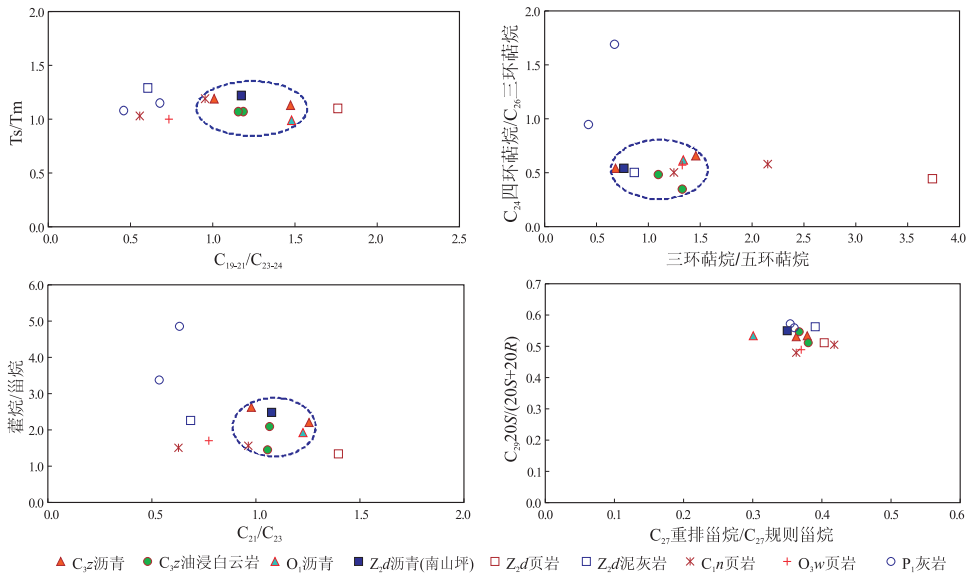 2.0
1.5
1.0
0.5
0.0
Ts/Tm
0.0 0.5 1.0 1.5 2.0 2.5
C19-21/C23-24
2.0
1.5
1.0
0.5
0.0
C24四环萜烷/C26三环萜烷
0.0 0.5 1.0 1.5 2.0 2.5 3.0 3.5 4.0
三环萜烷/五环萜烷
6.0
5.0
4.0
3.0
2.0
1.0
0.0
藿烷/甾烷
0.0 0.5 1.0 1.5 2.0
C21/C23
0.7
0.6
0.5
0.4
0.3
0.2
0.1
0.0
C2920S/(20S+20R)
0.0 0.1 0.2 0.3 0.4 0.5 0.6
C27重排甾烷/C27规则甾烷
C3z沥青 C3z油浸白云岩 O1沥青 Z2d沥青(南山坪) Z2d页岩 Z2d泥灰岩 C1n页岩 O3w页岩 P1灰岩